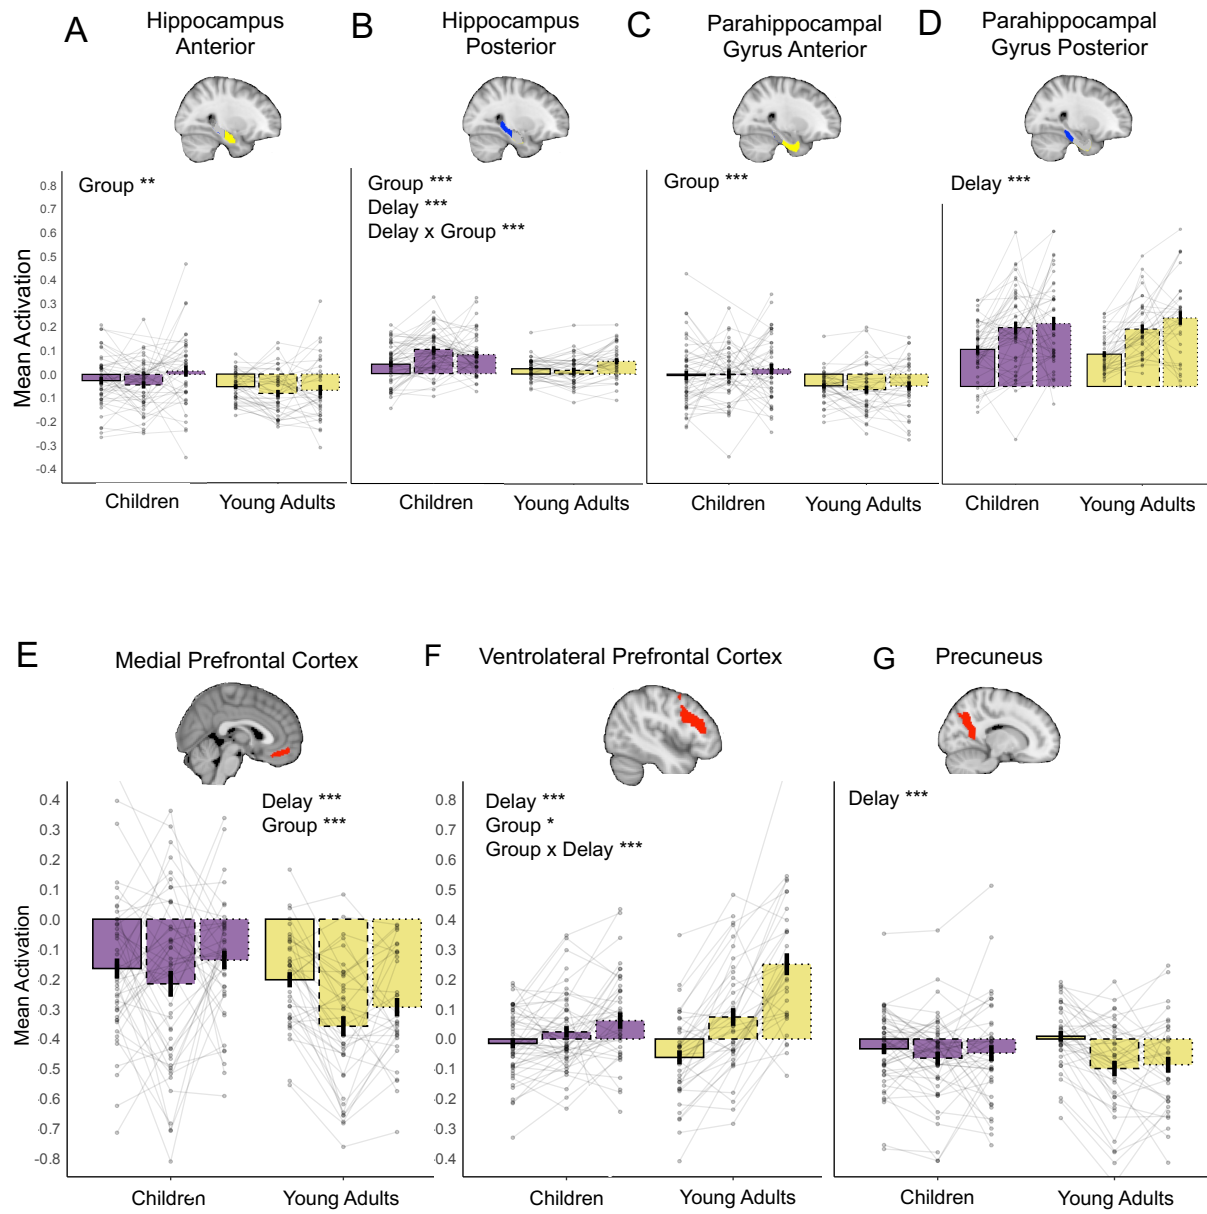 A
Hippocampus
Anterior
B
Hippocampus
Posterior
C
Parahippocampal
Gyrus Anterior
D
Parahippocampal
Gyrus Posterior
Mean Activation
0.8
0.7
0.6
0.5
0.4
0.3
0.2
0.1
0.0
0.1
-0.2
-0.3
-0.4
Group **
Group ***
Delay ***
Delay x Group ***
Group ***
Delay ***
Children
Young Adults
Children
Young Adults
Children
Young Adults
Children
Young Adults
E
Medial Prefrontal Cortex
F
Ventrolateral Prefrontal Cortex
G
Precuneus
Mean Activation
0.4
0.3
0.2
0.1
0.0
-0.1
-0.2
-0.3
-0.4
-0.5
-0.6
-0.7
-0.8
Delay ***
Group ***
0.8
0.7
0.6
0.5
0.4
0.3
0.2
0.1
0.0
0.1
0.2
0.3
0.4
Delay ***
Group *
Group x Delay ***
Delay ***
Children
Young Adults
Children
Young Adults
Children
Young Adults